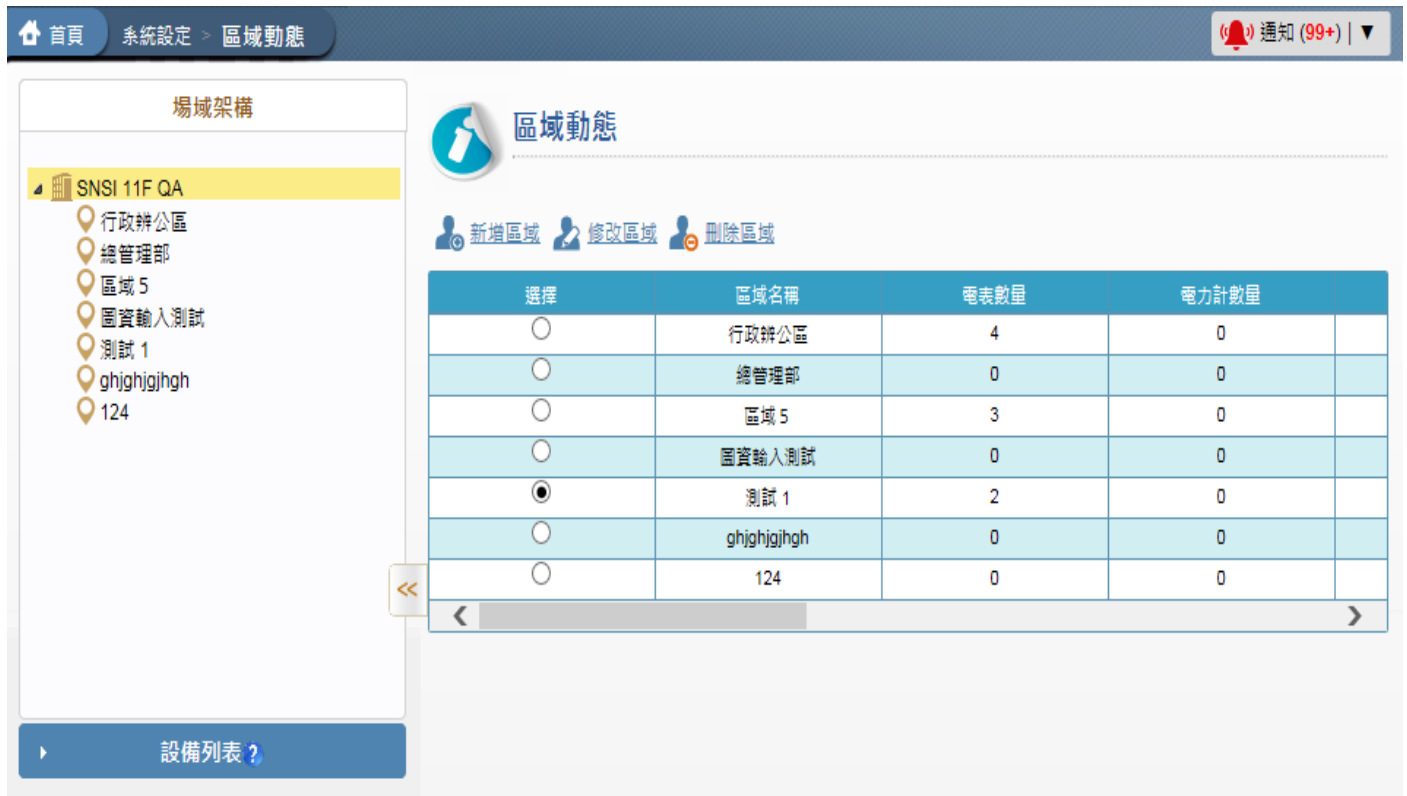 首頁 系統設定 > 區域動態 通知 (99+) | ▼
場域架構
SNSI 11F QA
行政辨公區
總管理部
區域 5
圖資輸入測試
測試 1
ghjghjgjhgh
124
設備列表?
區域動態
新增區域 修改區域 刪除區域
選擇 區域名稱 電表數量 電力計數量
行政辨公區 4 0
總管理部 0 0
區域 5 3 0
圖資輸入測試 0 0
測試 1 2 0
ghjghjgjhgh 0 0
124 0 0